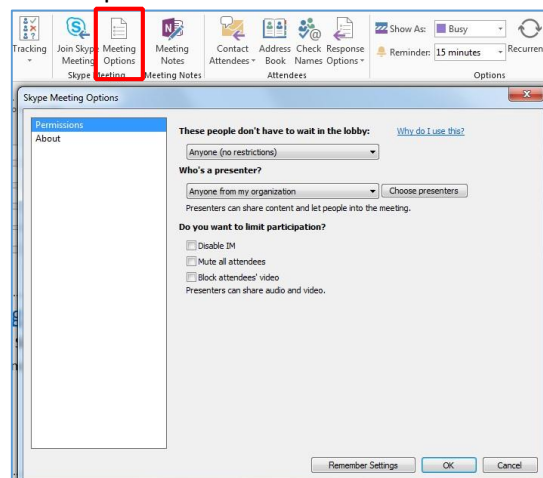 Tracking
Join Skype Meeting
Meeting Options
Meeting Notes
Contact Attendees
Address Book
Check Names
Response Options
Show As: Busy
Reminder: 15 minutes
Skype Meeting
Meeting Notes
Attendees
Options
Skype Meeting Options
Permissions
About
These people don't have to wait in the lobby: Why do I use this?
Anyone (no restrictions)
Who's a presenter?
Anyone from my organization Choose presenters
Presenters can share content and let people into the meeting.
Do you want to limit participation?
Disable IM
Mute all attendees
Block attendees' video
Presenters can share audio and video.
Remember Settings OK Cancel